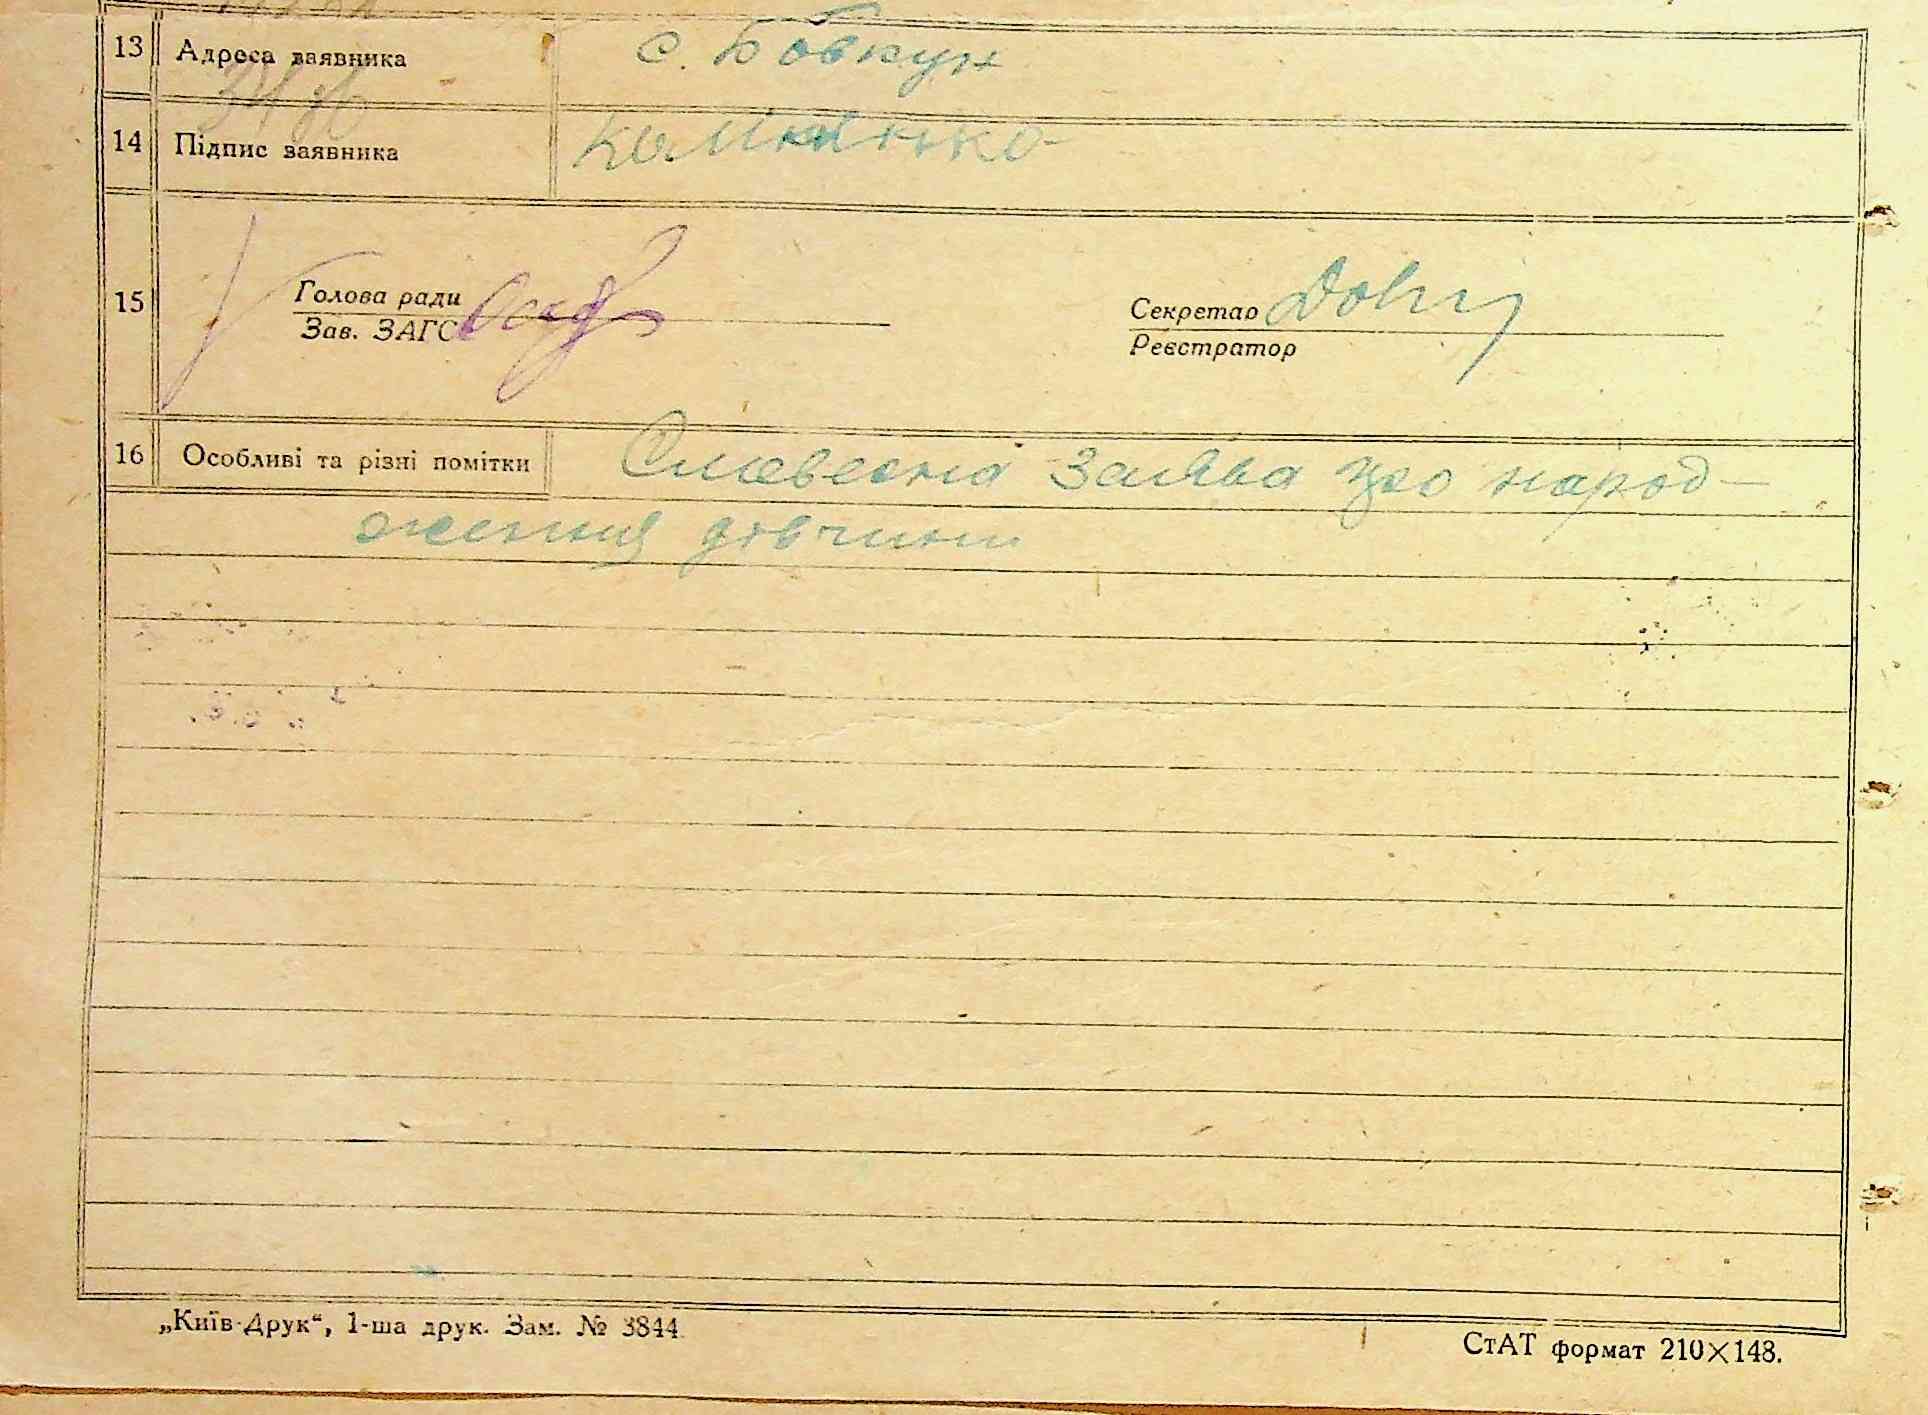 13 Адреса заявника с. Бовкун
14 Підпис заявника
15 Голова ради
Зав. ЗАГС
Секретар
Реєстратор
16 Особливі та різні помітки Словесна заява про народ-
ження дівчини
„Київ-Друк“, 1-ша друк. Зам. № 3844
СтАТ формат 210×148.